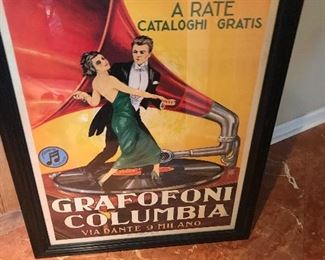 A RATE
CATALOGHI GRATIS
GRAFOFONI
COLUMBIA
VIA DANTE 9 MILANO